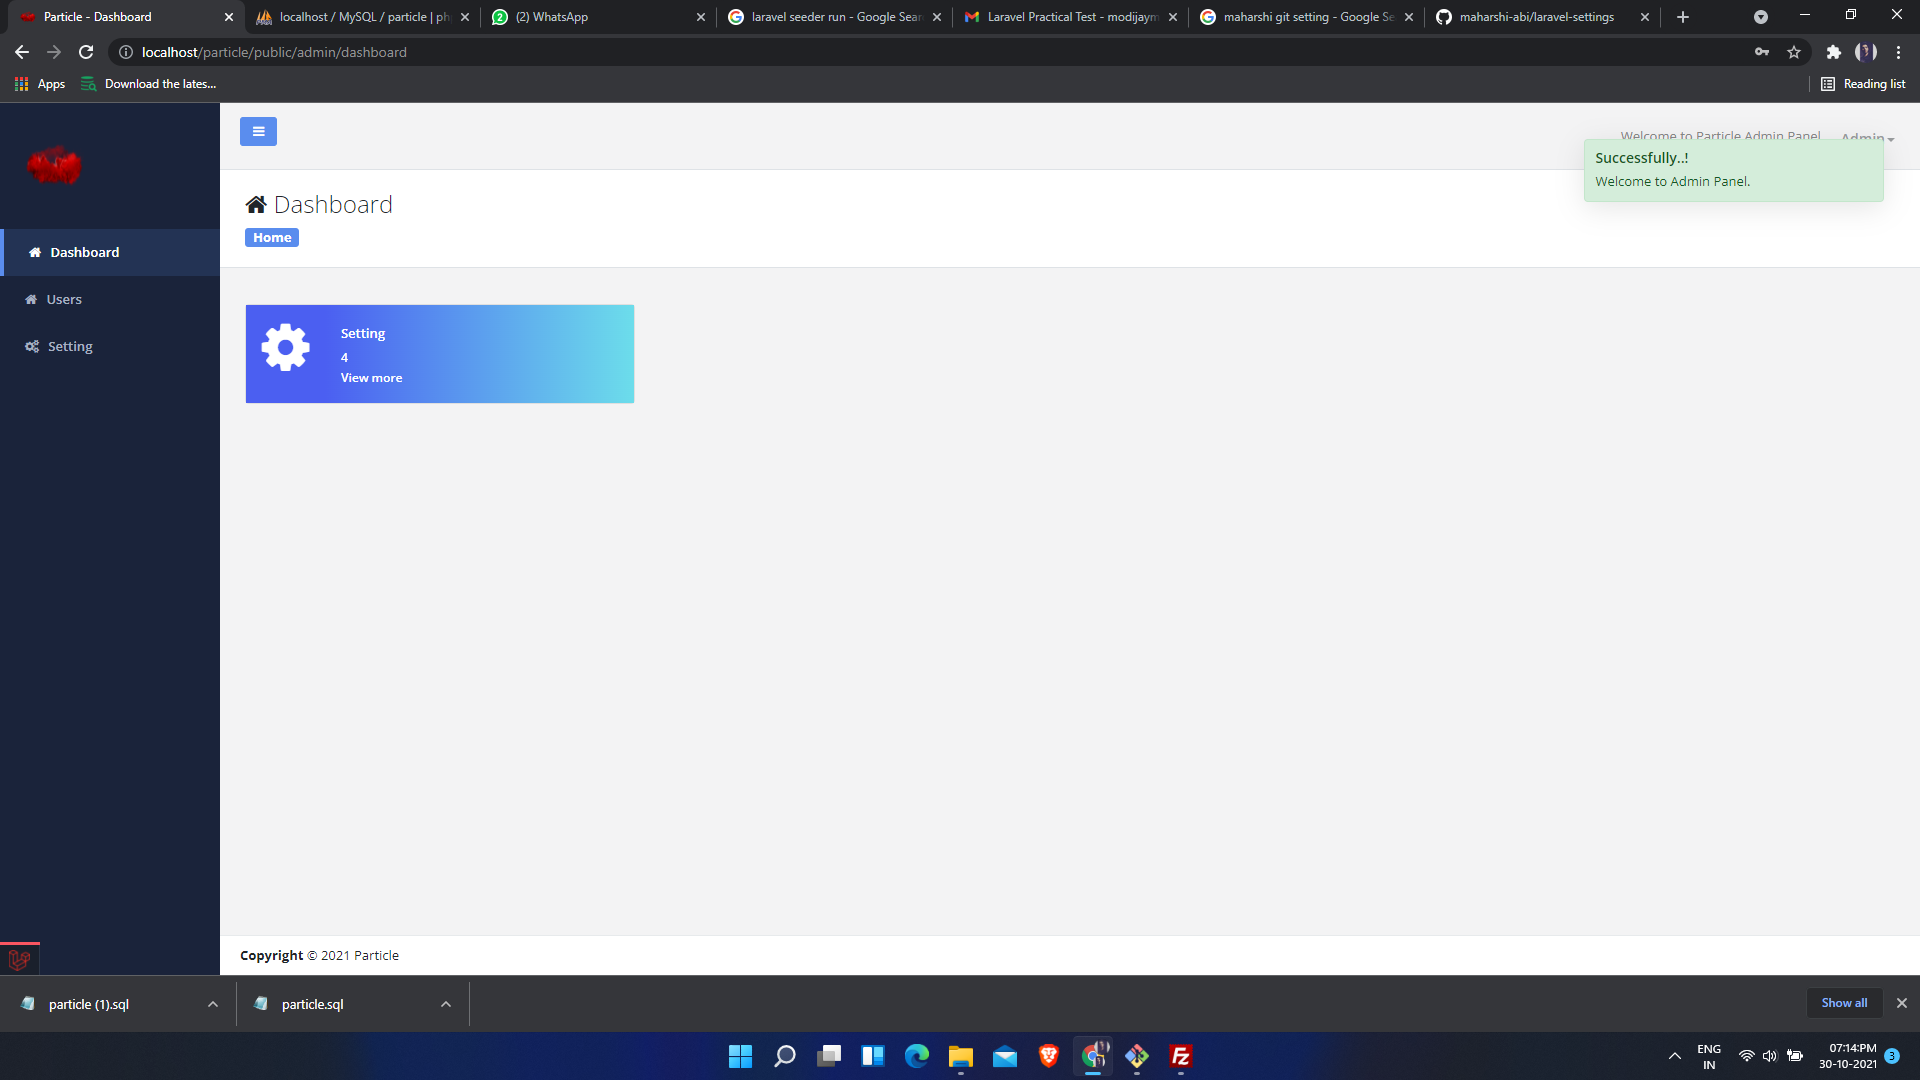 Particle - Dashboard
localhost / MySQL / particle | ph
(2) WhatsApp
laravel seeder run - Google Sear
Laravel Practical Test - modijaym
maharshi git setting - Google Se
maharshi-abi/laravel-settings
localhost/particle/public/admin/dashboard
Apps
Download the lates...
Reading list
Welcome to Particle Admin Panel
Admin
Successfully..!
Welcome to Admin Panel.
Dashboard
Home
Dashboard
Users
Setting
Setting
4
View more
Copyright © 2021 Particle
particle (1).sql
particle.sql
Show all
ENG
IN
07:14:PM
30-10-2021
3